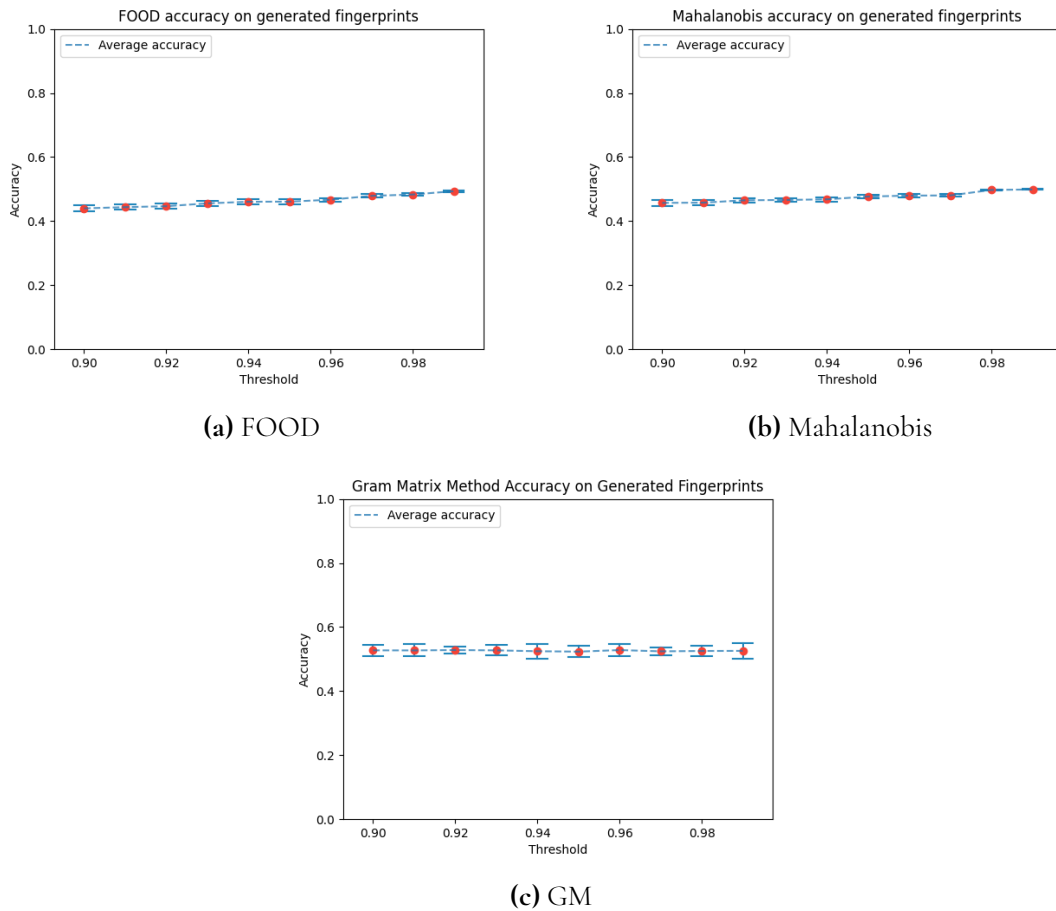 FOOD accuracy on generated fingerprints
1.0
Average accuracy
0.8
0.6
Accuracy
0.4
0.2
0.0
0.90 0.92 0.94 0.96 0.98
Threshold
(a) FOOD
Mahalanobis accuracy on generated fingerprints
1.0
Average accuracy
0.8
0.6
Accuracy
0.4
0.2
0.0
0.90 0.92 0.94 0.96 0.98
Threshold
(b) Mahalanobis
Gram Matrix Method Accuracy on Generated Fingerprints
1.0
Average accuracy
0.8
0.6
Accuracy
0.4
0.2
0.0
0.90 0.92 0.94 0.96 0.98
Threshold
(c) GM